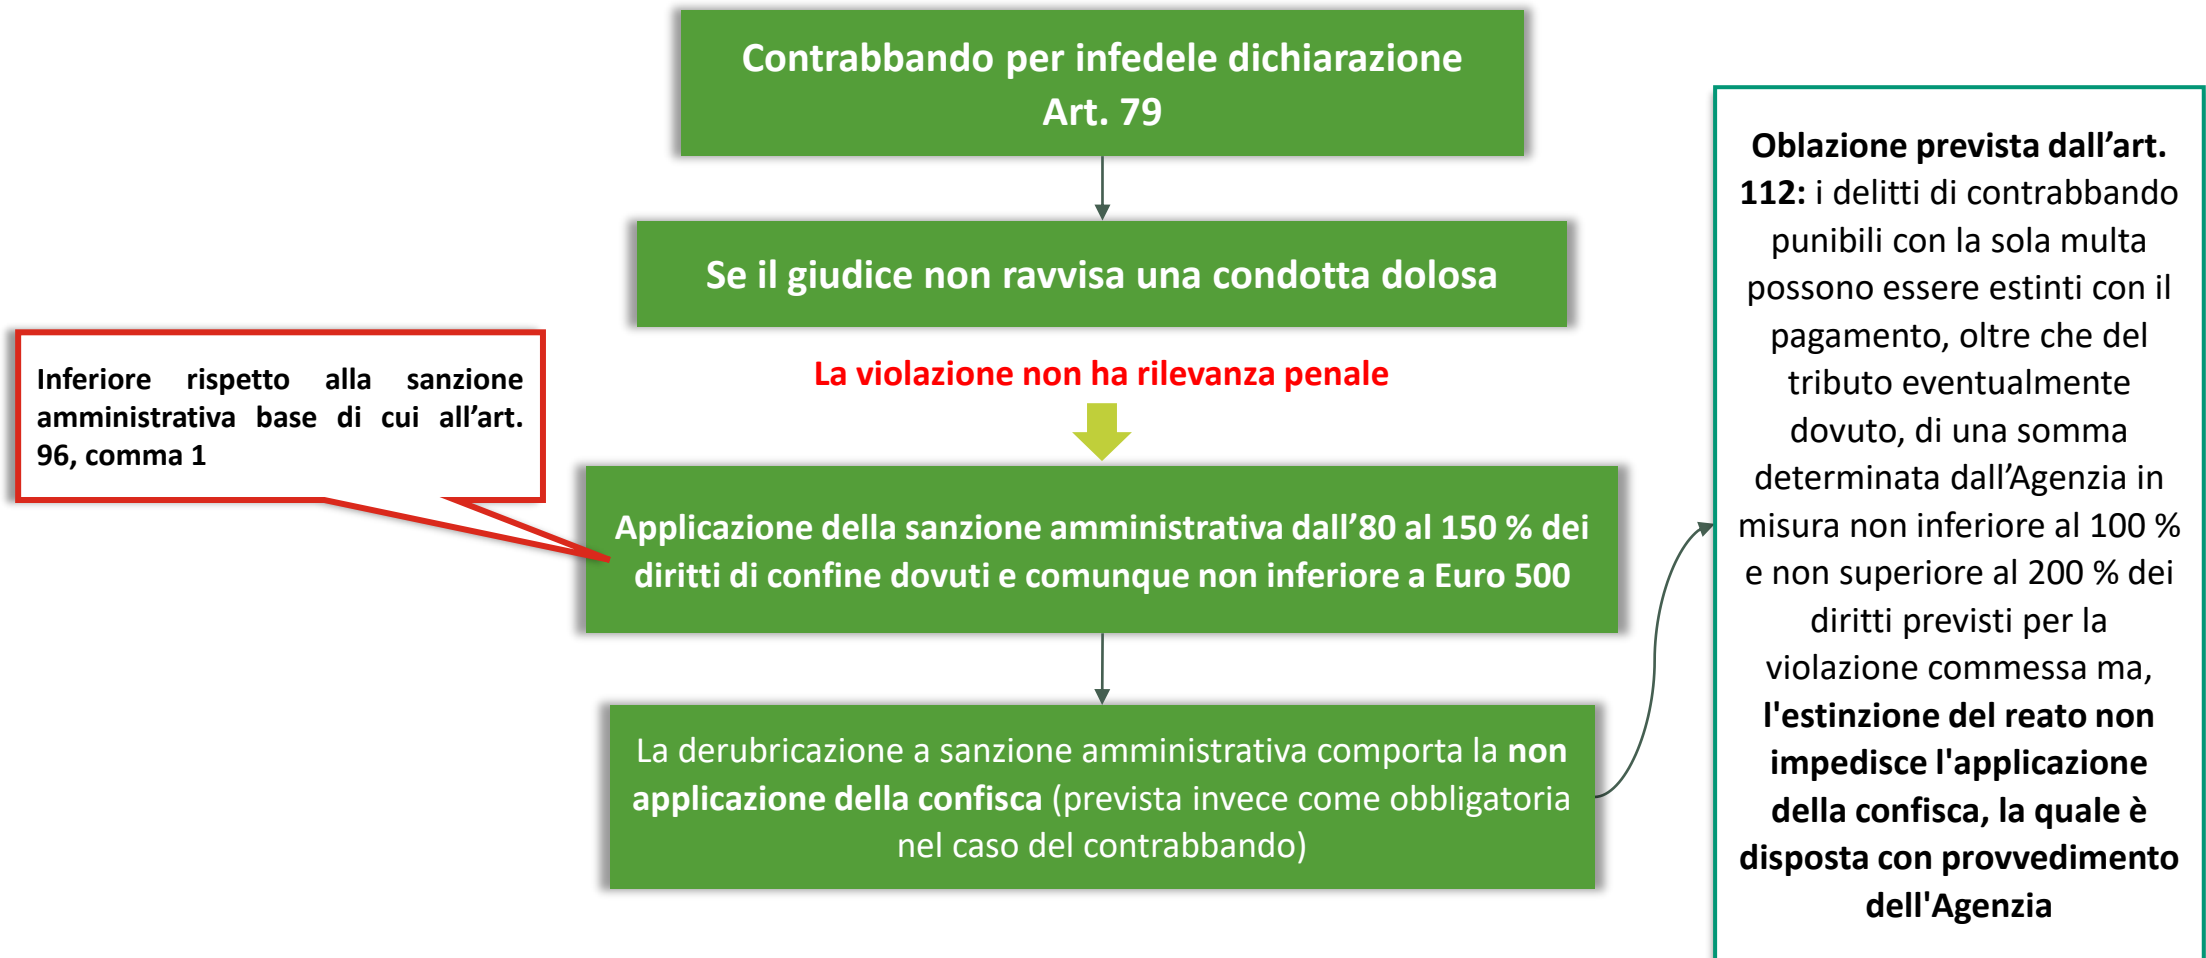 Contrabbando per infedele dichiarazione
Art. 79
Se il giudice non ravvisa una condotta dolosa
La violazione non ha rilevanza penale
Inferiore rispetto alla sanzione
amministrativa base di cui all’art.
96, comma 1
Applicazione della sanzione amministrativa dall’80 al 150 % dei
diritti di confine dovuti e comunque non inferiore a Euro 500
La derubricazione a sanzione amministrativa comporta la non
applicazione della confisca (prevista invece come obbligatoria
nel caso del contrabbando)
Oblazione prevista dall’art.
112: i delitti di contrabbando
punibili con la sola multa
possono essere estinti con il
pagamento, oltre che del
tributo eventualmente
dovuto, di una somma
determinata dall’Agenzia in
misura non inferiore al 100 %
e non superiore al 200 % dei
diritti previsti per la
violazione commessa ma,
l'estinzione del reato non
impedisce l'applicazione
della confisca, la quale è
disposta con provvedimento
dell'Agenzia